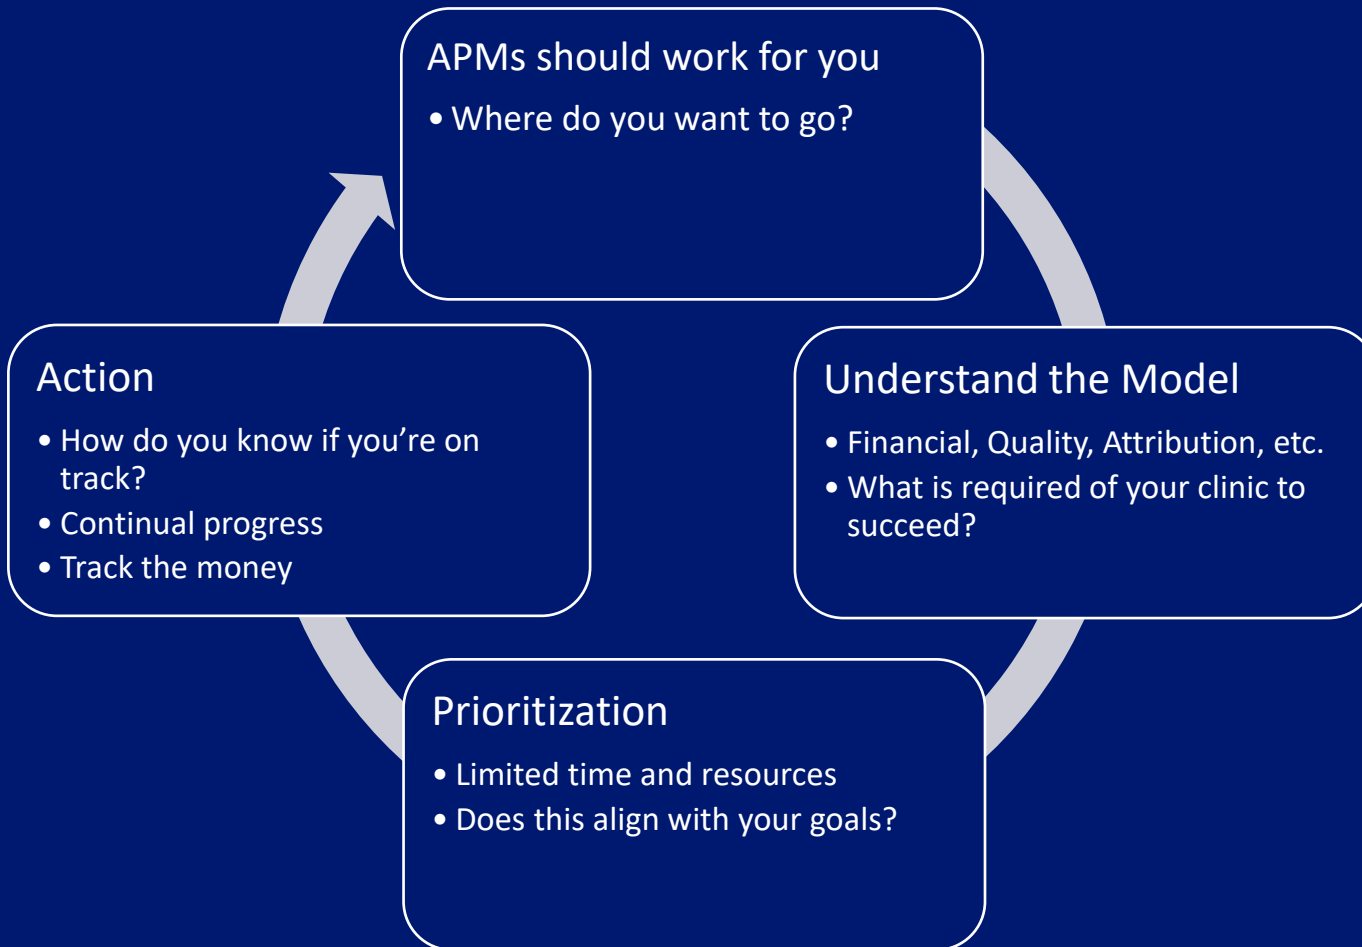 APMs should work for you
• Where do you want to go?
Understand the Model
• Financial, Quality, Attribution, etc.
• What is required of your clinic to
succeed?
Prioritization
• Limited time and resources
• Does this align with your goals?
Action
• How do you know if you’re on
track?
• Continual progress
• Track the money